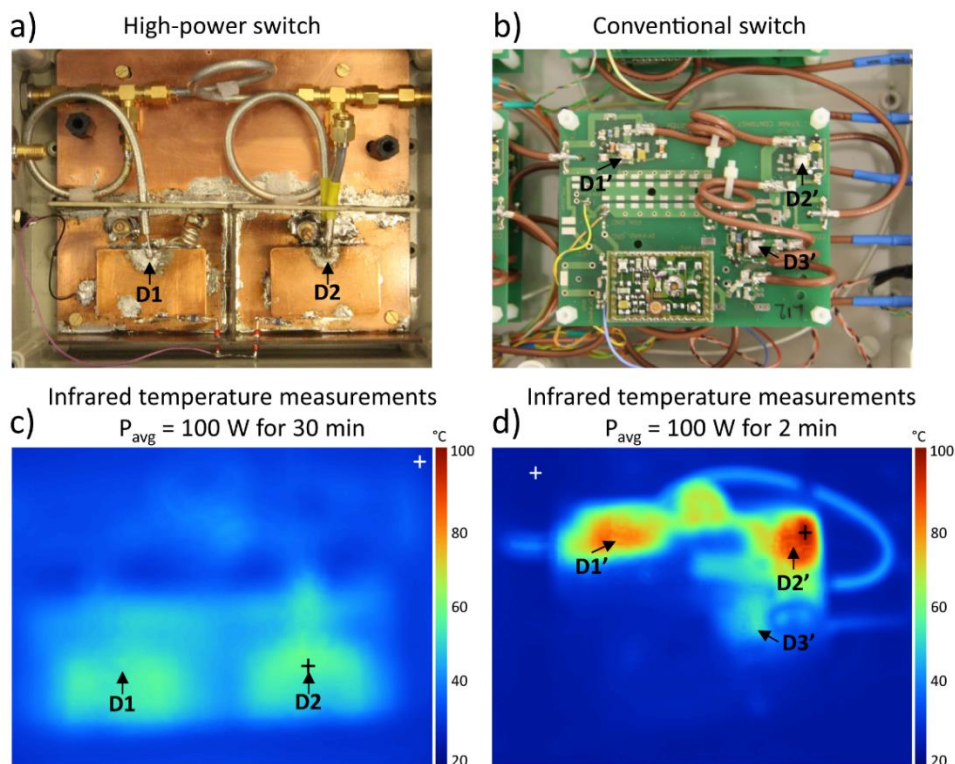 a) High-power switch
D1
D2
b) Conventional switch
D1'
D2'
D3'
Infrared temperature measurements
c) P_avg = 100 W for 30 min
°C
100
80
60
40
20
D1
D2
Infrared temperature measurements
d) P_avg = 100 W for 2 min
°C
100
80
60
40
20
D1'
D2'
D3'